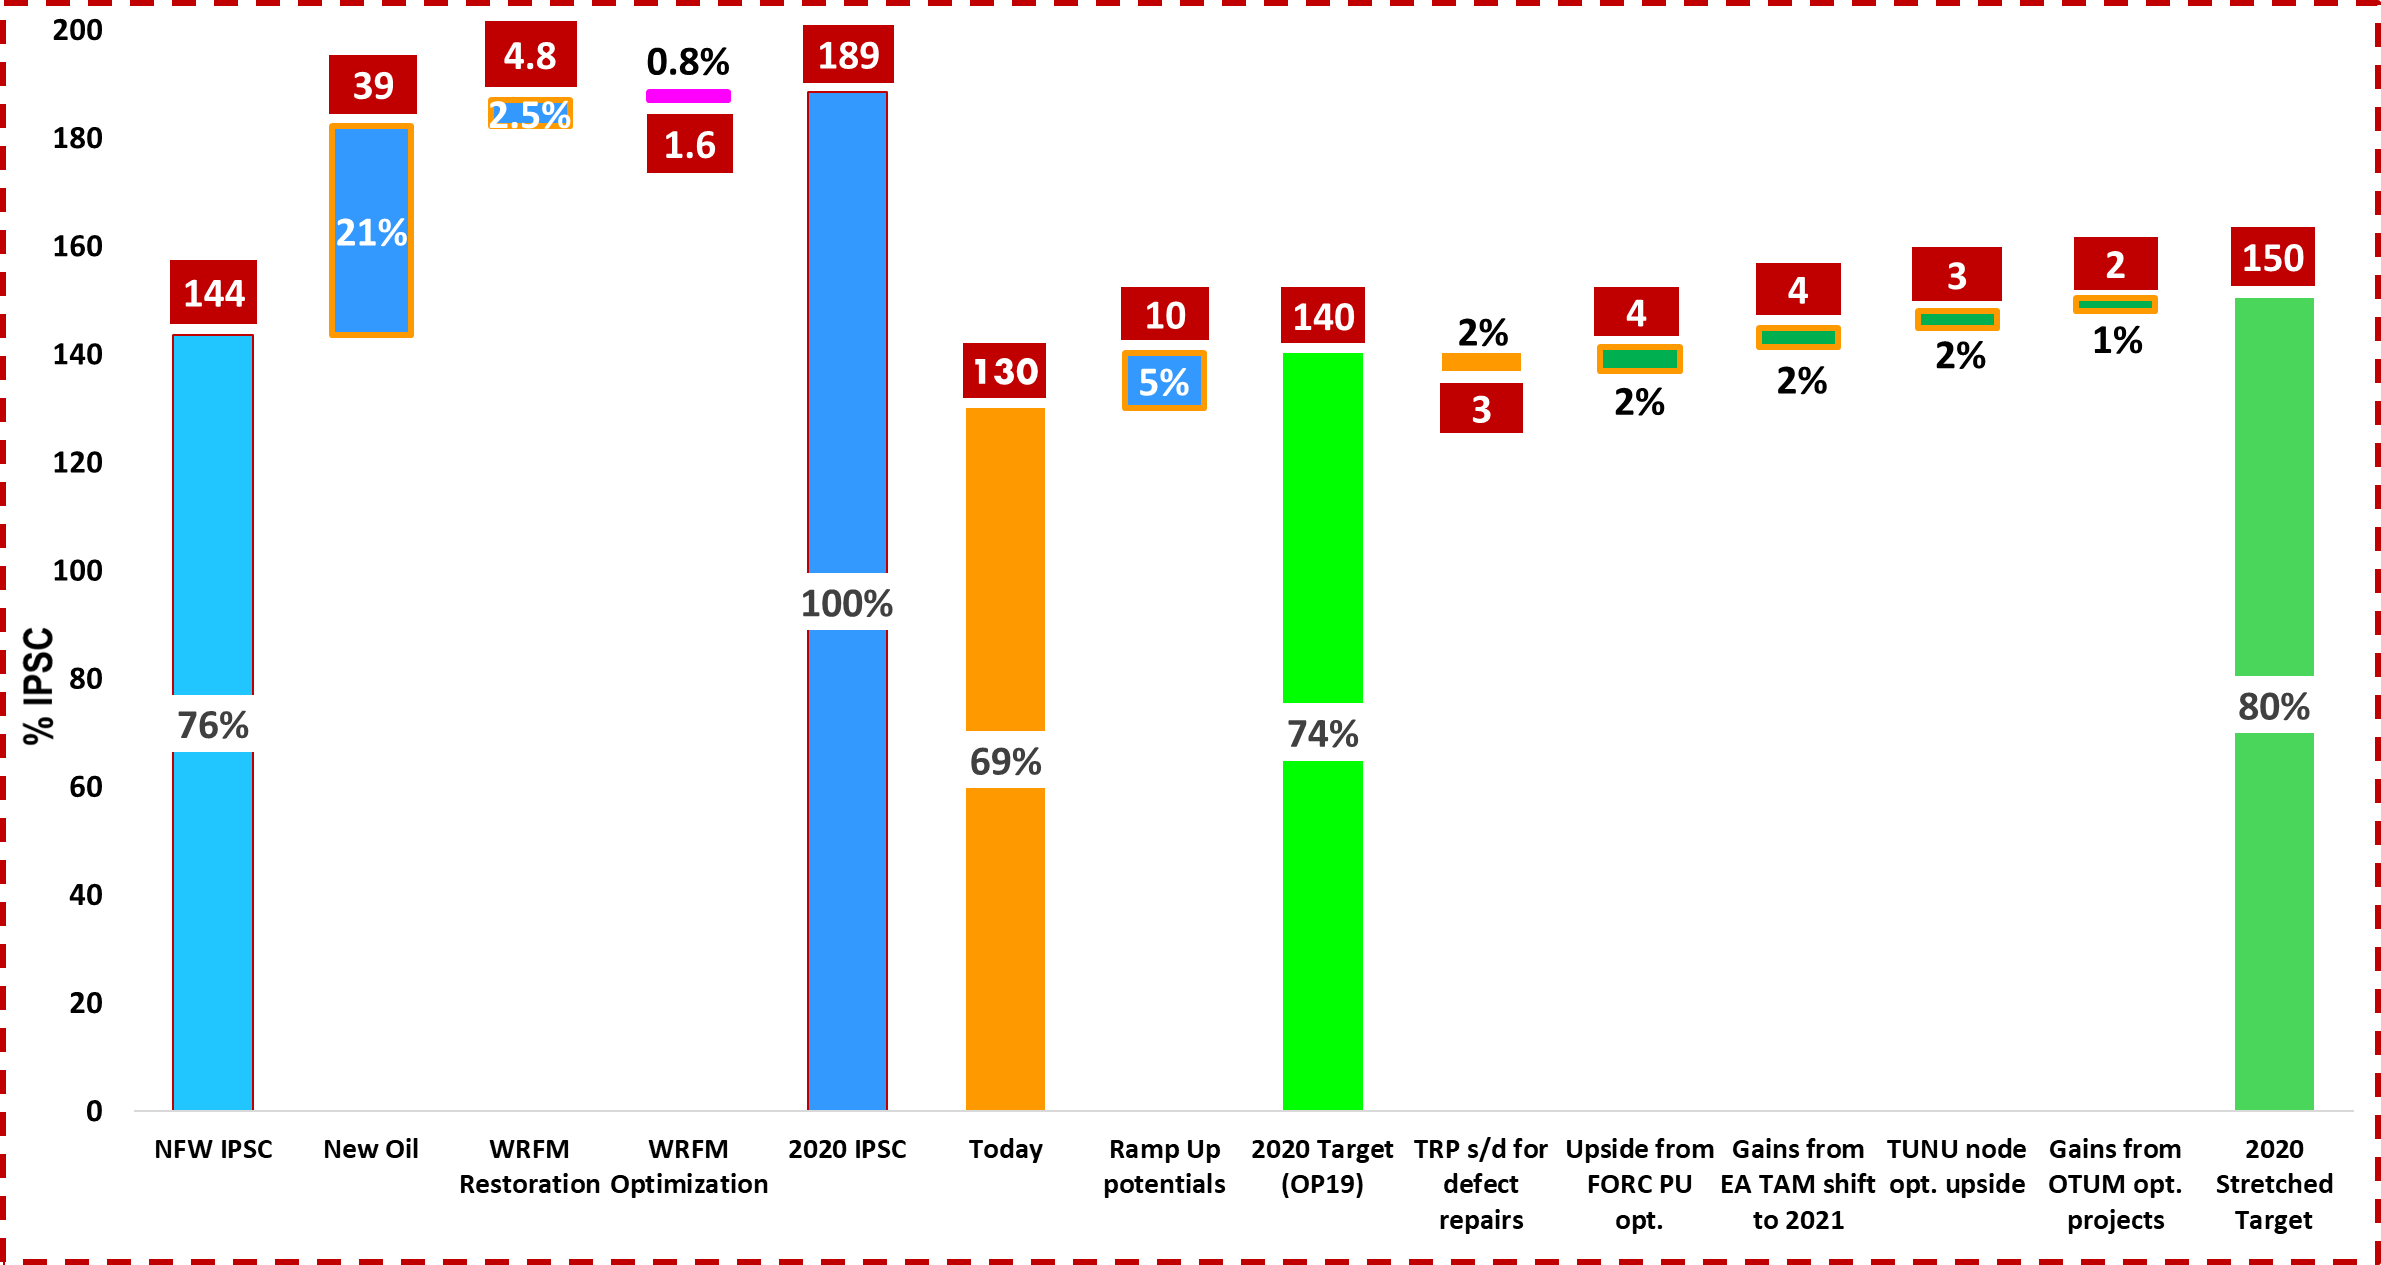 % IPSC
200
180
160
140
120
100
80
60
40
20
0
144
76%
39
21%
4.8
2.5%
0.8%
1.6
189
100%
130
69%
10
5%
140
74%
2%
3
4
2%
4
2%
3
2%
2
1%
150
80%
NFW IPSC
New Oil
WRFM
Restoration
WRFM
Optimization
2020 IPSC
Today
Ramp Up
potentials
2020 Target
(OP19)
TRP s/d for
defect
repairs
Upside from
FORC PU
opt.
Gains from
EA TAM shift
to 2021
TUNU node
opt. upside
Gains from
OTUM opt.
projects
2020
Stretched
Target